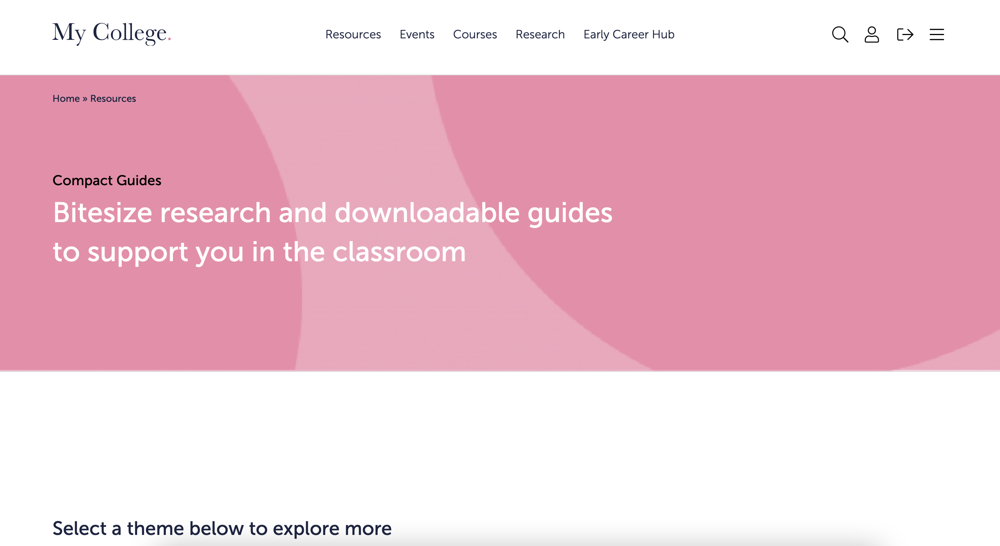 My College.
Resources Events Courses Research Early Career Hub
Home » Resources
Compact Guides
Bitesize research and downloadable guides
to support you in the classroom
Select a theme below to explore more